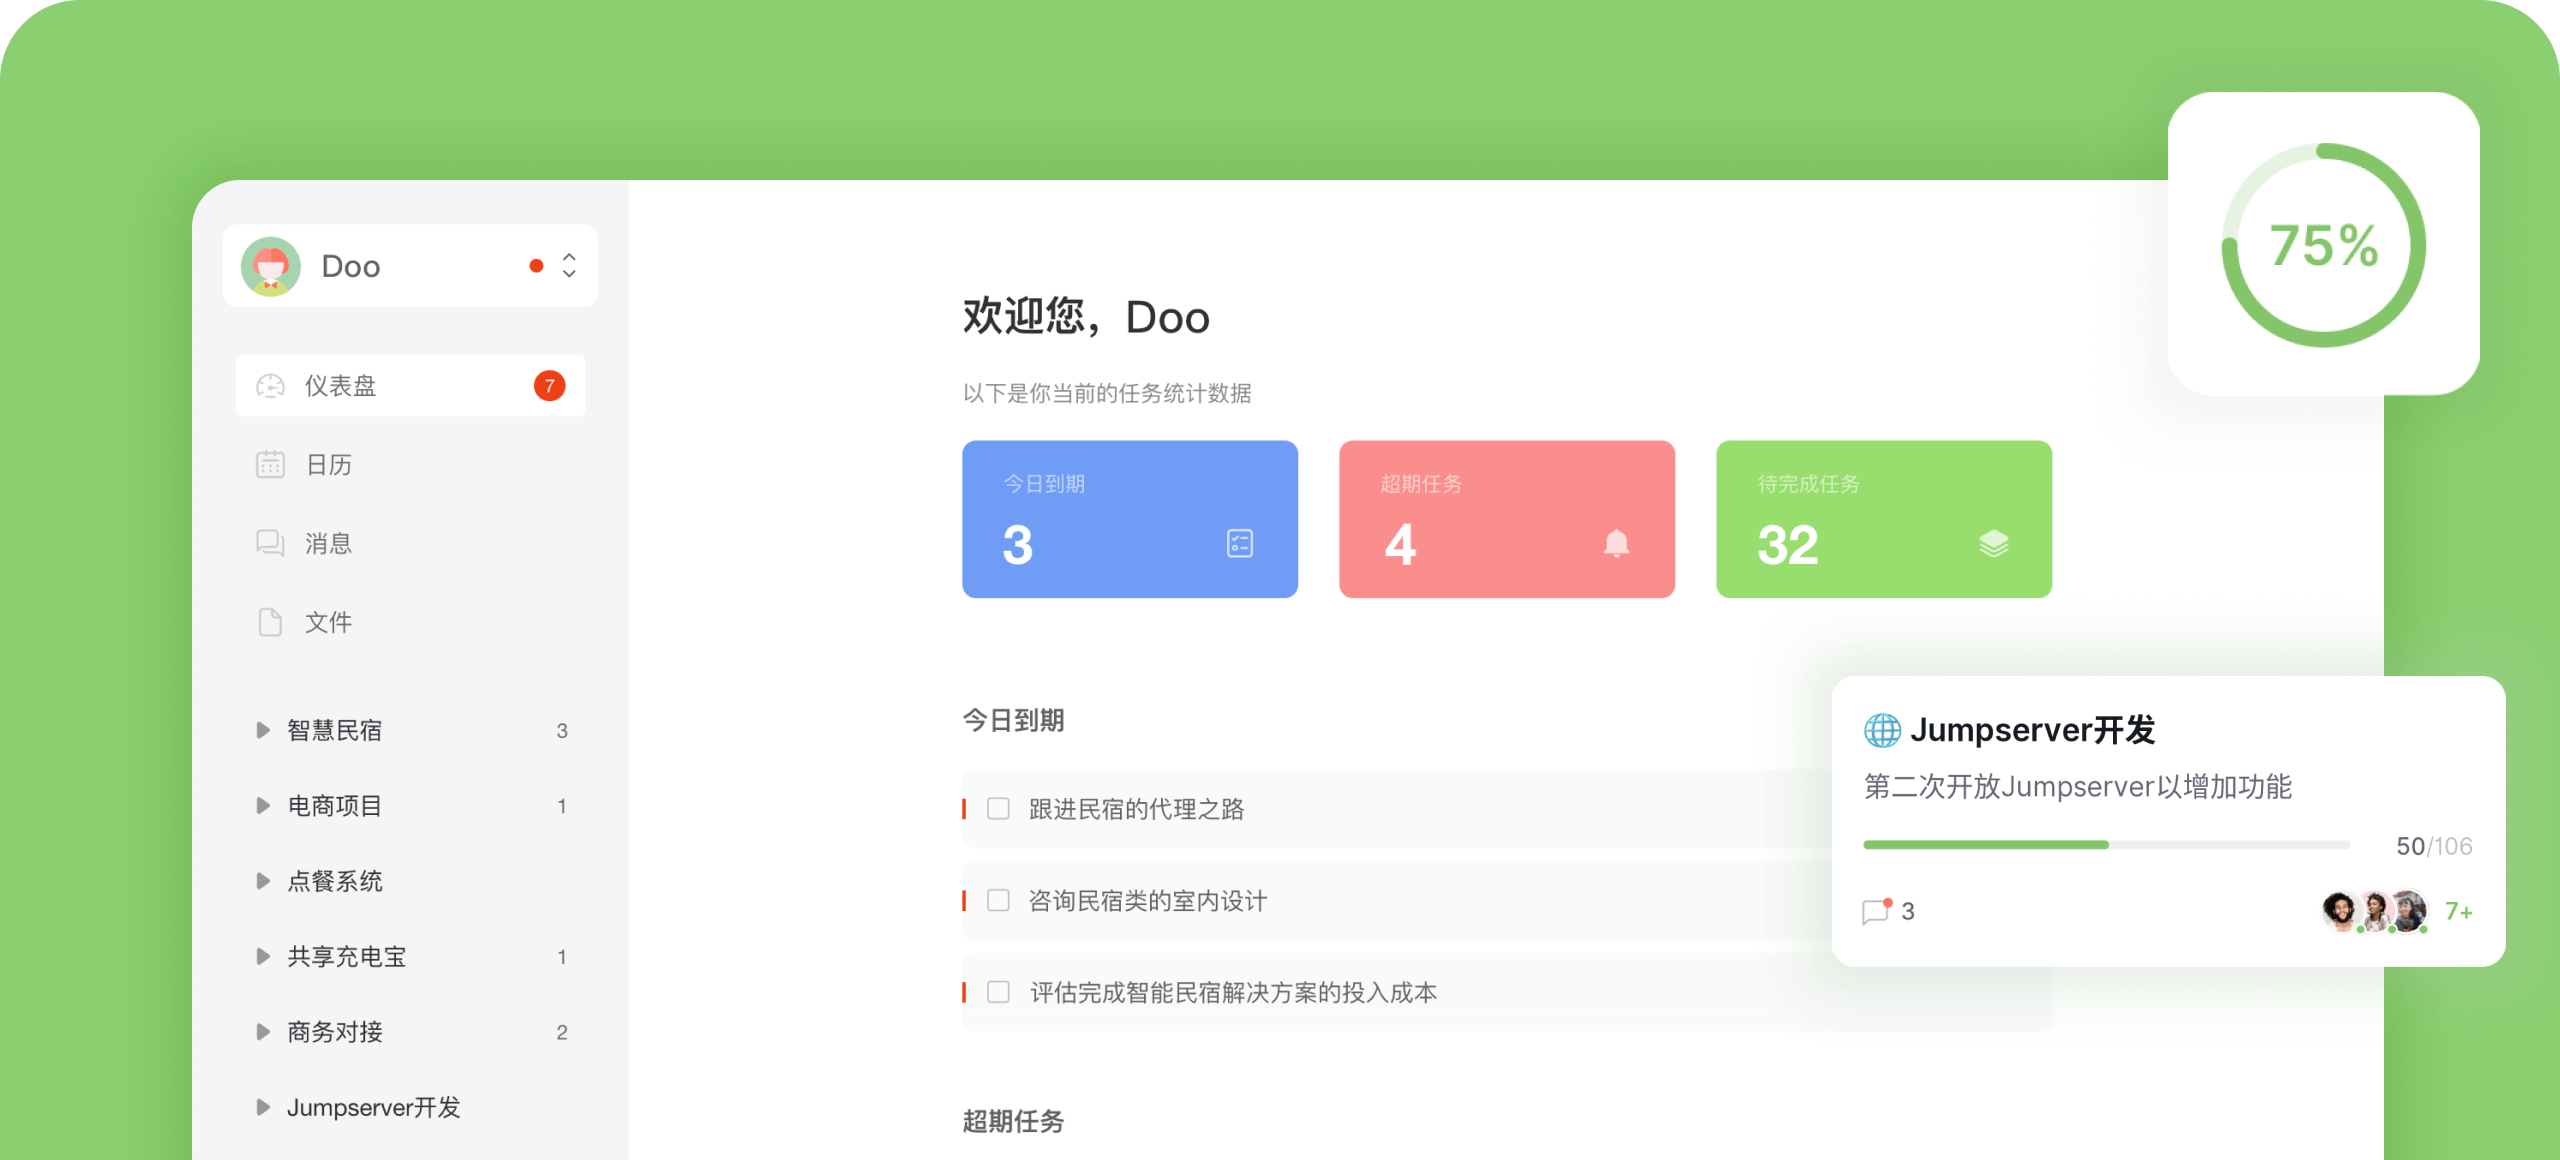 Doo
仪表盘 7
日历
消息
文件
智慧民宿 3
电商项目 1
点餐系统
共享充电宝 1
商务对接 2
Jumpserver开发
欢迎您，Doo
以下是你当前的任务统计数据
今日到期
3
超期任务
4
待完成任务
32
今日到期
跟进民宿的代理之路
咨询民宿类的室内设计
评估完成智能民宿解决方案的投入成本
超期任务
75%
Jumpserver开发
第二次开放Jumpserver以增加功能
50/106
3
7+